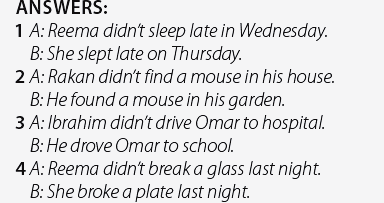 ANSWERS:
1 A: Reema didn't sleep late in Wednesday.
B: She slept late on Thursday.
2 A: Rakan didn't find a mouse in his house.
B: He found a mouse in his garden.
3 A: Ibrahim didn't drive Omar to hospital.
B: He drove Omar to school.
4 A: Reema didn't break a glass last night.
B: She broke a plate last night.